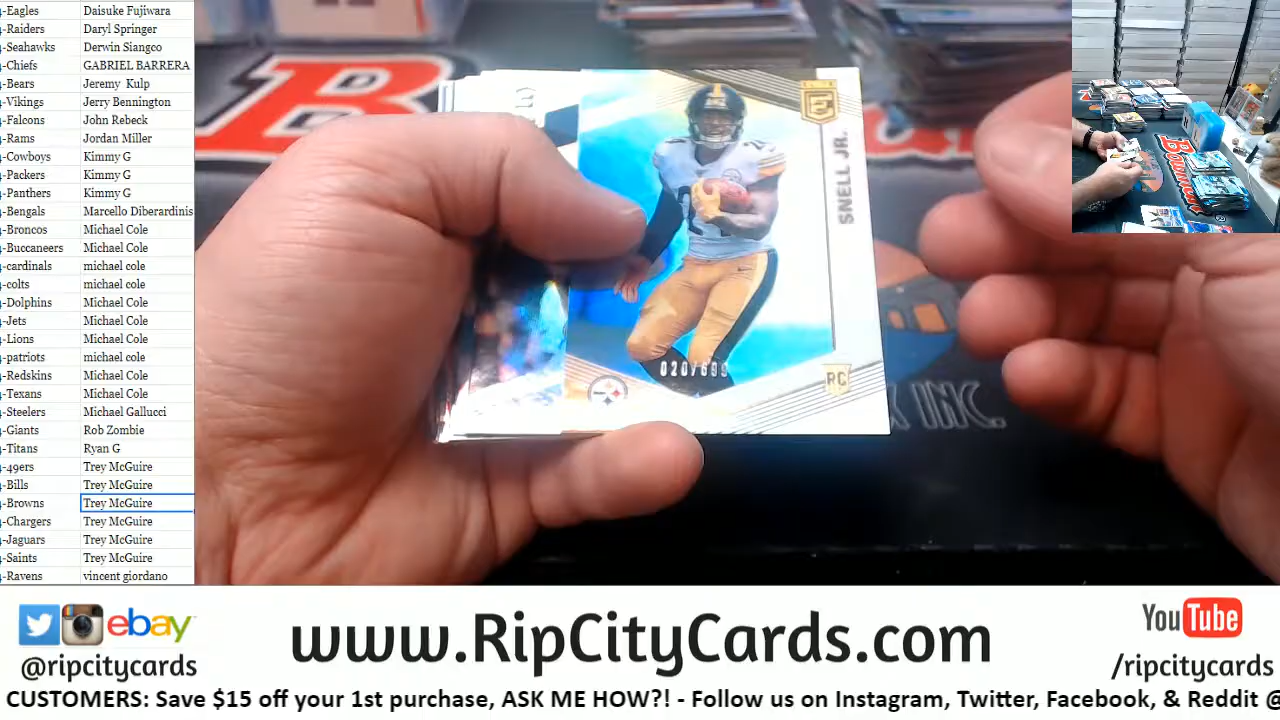 -Eagles Daisuke Fujiwara
-Raiders Daryl Springer
-Seahawks Derwin Siangco
-Chiefs GABRIEL BARRERA
-Bears Jeremy Kulp
-Vikings Jerry Bennington
-Falcons John Rebeck
-Rams Jordan Miller
-Cowboys Kimmy G
-Packers Kimmy G
-Panthers Kimmy G
-Bengals Marcello Diberardinis
-Broncos Michael Cole
-Buccaneers Michael Cole
-cardinals michael cole
-colts michael cole
-Dolphins Michael Cole
-Jets Michael Cole
-Lions Michael Cole
-patriots michael cole
-Redskins Michael Cole
-Texans Michael Cole
-Steelers Michael Gallucci
-Giants Rob Zombie
-Titans Ryan G
-49ers Trey McGuire
-Bills Trey McGuire
-Browns Trey McGuire
-Chargers Trey McGuire
-Jaguars Trey McGuire
-Saints Trey McGuire
-Ravens vincent giordano
E
SNELL JR.
020/699
RC
INC.
ebay
@ripcitycards
www.RipCityCards.com
YouTube
/ripcitycards
CUSTOMERS: Save $15 off your 1st purchase, ASK ME HOW?! - Follow us on Instagram, Twitter, Facebook, & Reddit @